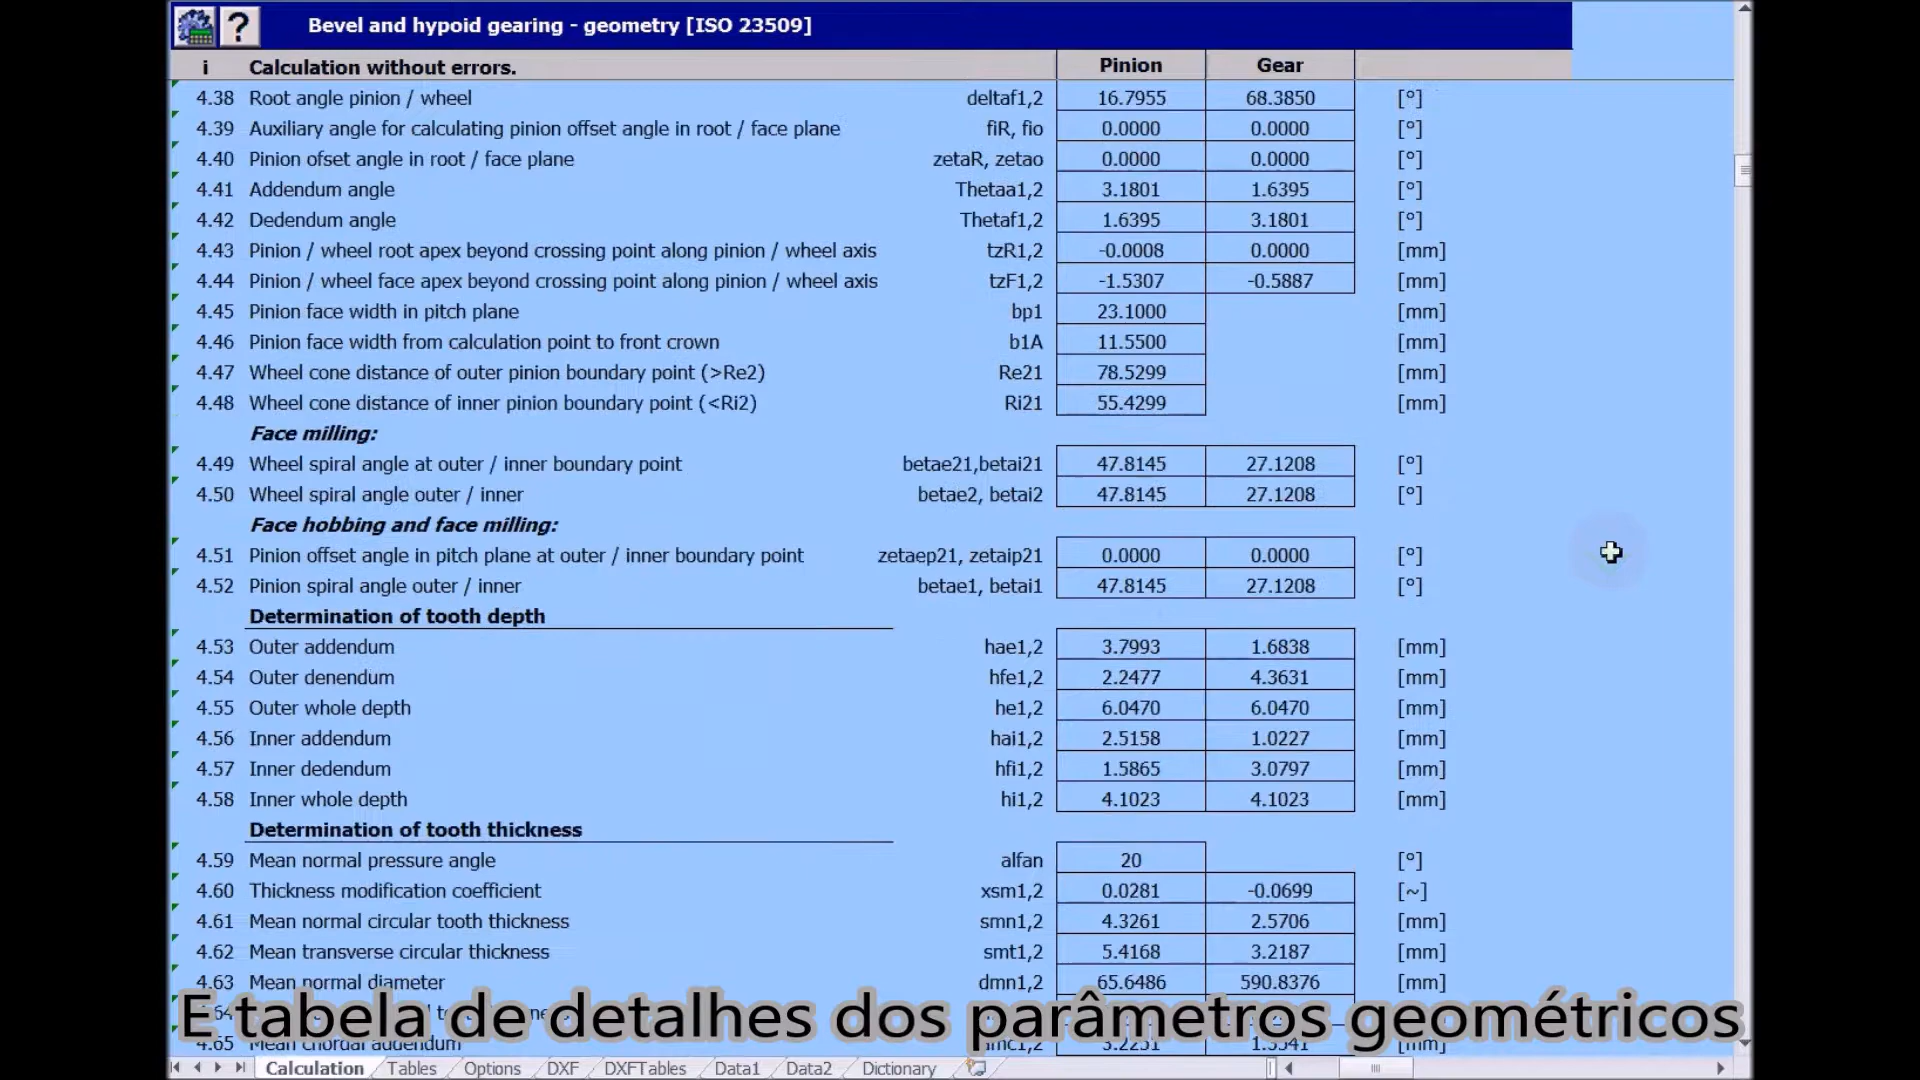 ? Bevel and hypoid gearing - geometry [ISO 23509]
i Calculation without errors. Pinion Gear
4.38 Root angle pinion / wheel deltaf1,2 16.7955 68.3850 [°]
4.39 Auxiliary angle for calculating pinion offset angle in root / face plane fiR, fio 0.0000 0.0000 [°]
4.40 Pinion ofset angle in root / face plane zetaR, zetao 0.0000 0.0000 [°]
4.41 Addendum angle Thetaa1,2 3.1801 1.6395 [°]
4.42 Dedendum angle Thetaf1,2 1.6395 3.1801 [°]
4.43 Pinion / wheel root apex beyond crossing point along pinion / wheel axis tzR1,2 -0.0008 0.0000 [mm]
4.44 Pinion / wheel face apex beyond crossing point along pinion / wheel axis tzF1,2 -1.5307 -0.5887 [mm]
4.45 Pinion face width in pitch plane bp1 23.1000 [mm]
4.46 Pinion face width from calculation point to front crown b1A 11.5500 [mm]
4.47 Wheel cone distance of outer pinion boundary point (>Re2) Re21 78.5299 [mm]
4.48 Wheel cone distance of inner pinion boundary point (<Ri2) Ri21 55.4299 [mm]
Face milling:
4.49 Wheel spiral angle at outer / inner boundary point betae21,betai21 47.8145 27.1208 [°]
4.50 Wheel spiral angle outer / inner betae2, betai2 47.8145 27.1208 [°]
Face hobbing and face milling:
4.51 Pinion offset angle in pitch plane at outer / inner boundary point zetaep21, zetaip21 0.0000 0.0000 [°]
4.52 Pinion spiral angle outer / inner betae1, betai1 47.8145 27.1208 [°]
Determination of tooth depth
4.53 Outer addendum hae1,2 3.7993 1.6838 [mm]
4.54 Outer denendum hfe1,2 2.2477 4.3631 [mm]
4.55 Outer whole depth he1,2 6.0470 6.0470 [mm]
4.56 Inner addendum hai1,2 2.5158 1.0227 [mm]
4.57 Inner dedendum hfi1,2 1.5865 3.0797 [mm]
4.58 Inner whole depth hi1,2 4.1023 4.1023 [mm]
Determination of tooth thickness
4.59 Mean normal pressure angle alfan 20 [°]
4.60 Thickness modification coefficient xsm1,2 0.0281 -0.0699 [~]
4.61 Mean normal circular tooth thickness smn1,2 4.3261 2.5706 [mm]
4.62 Mean transverse circular thickness smt1,2 5.4168 3.2187 [mm]
4.63 Mean normal diameter dmn1,2 65.6486 590.8376 [mm]
E tabela de detalhes dos parâmetros geométricos
4.65 Mean chordal addendum [mm]
Calculation Tables Options DXF DXFTables Data1 Data2 Dictionary